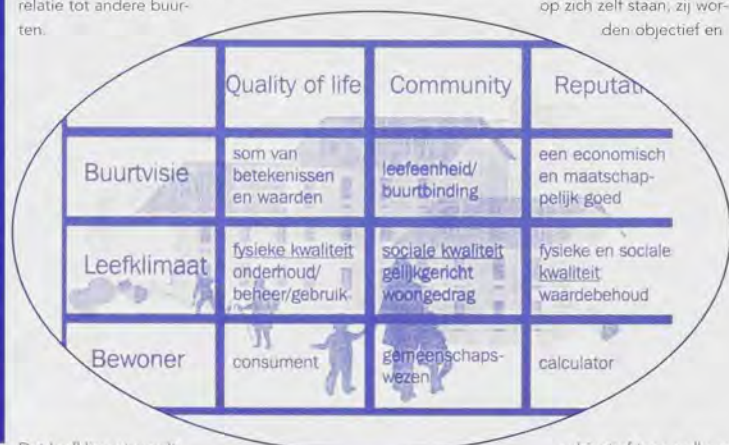 relatie tot andere buur-
ten.
op zich zelf staan; zij wor-
den objectief en
Quality of life Community
Buurtvisie
som van
betekenissen
en waarden
leefeenheid/
buurtbinding
een economisch
en maatschap-
pelijk goed
Leefklimaat
fysieke kwaliteit
onderhoud/
beheer/gebruik
sociale kwaliteit
gelijkgericht
woongedrag
fysieke en sociale
kwaliteit
waardebehoud
Bewoner
consument
gemeenschaps-
wezen
calculator